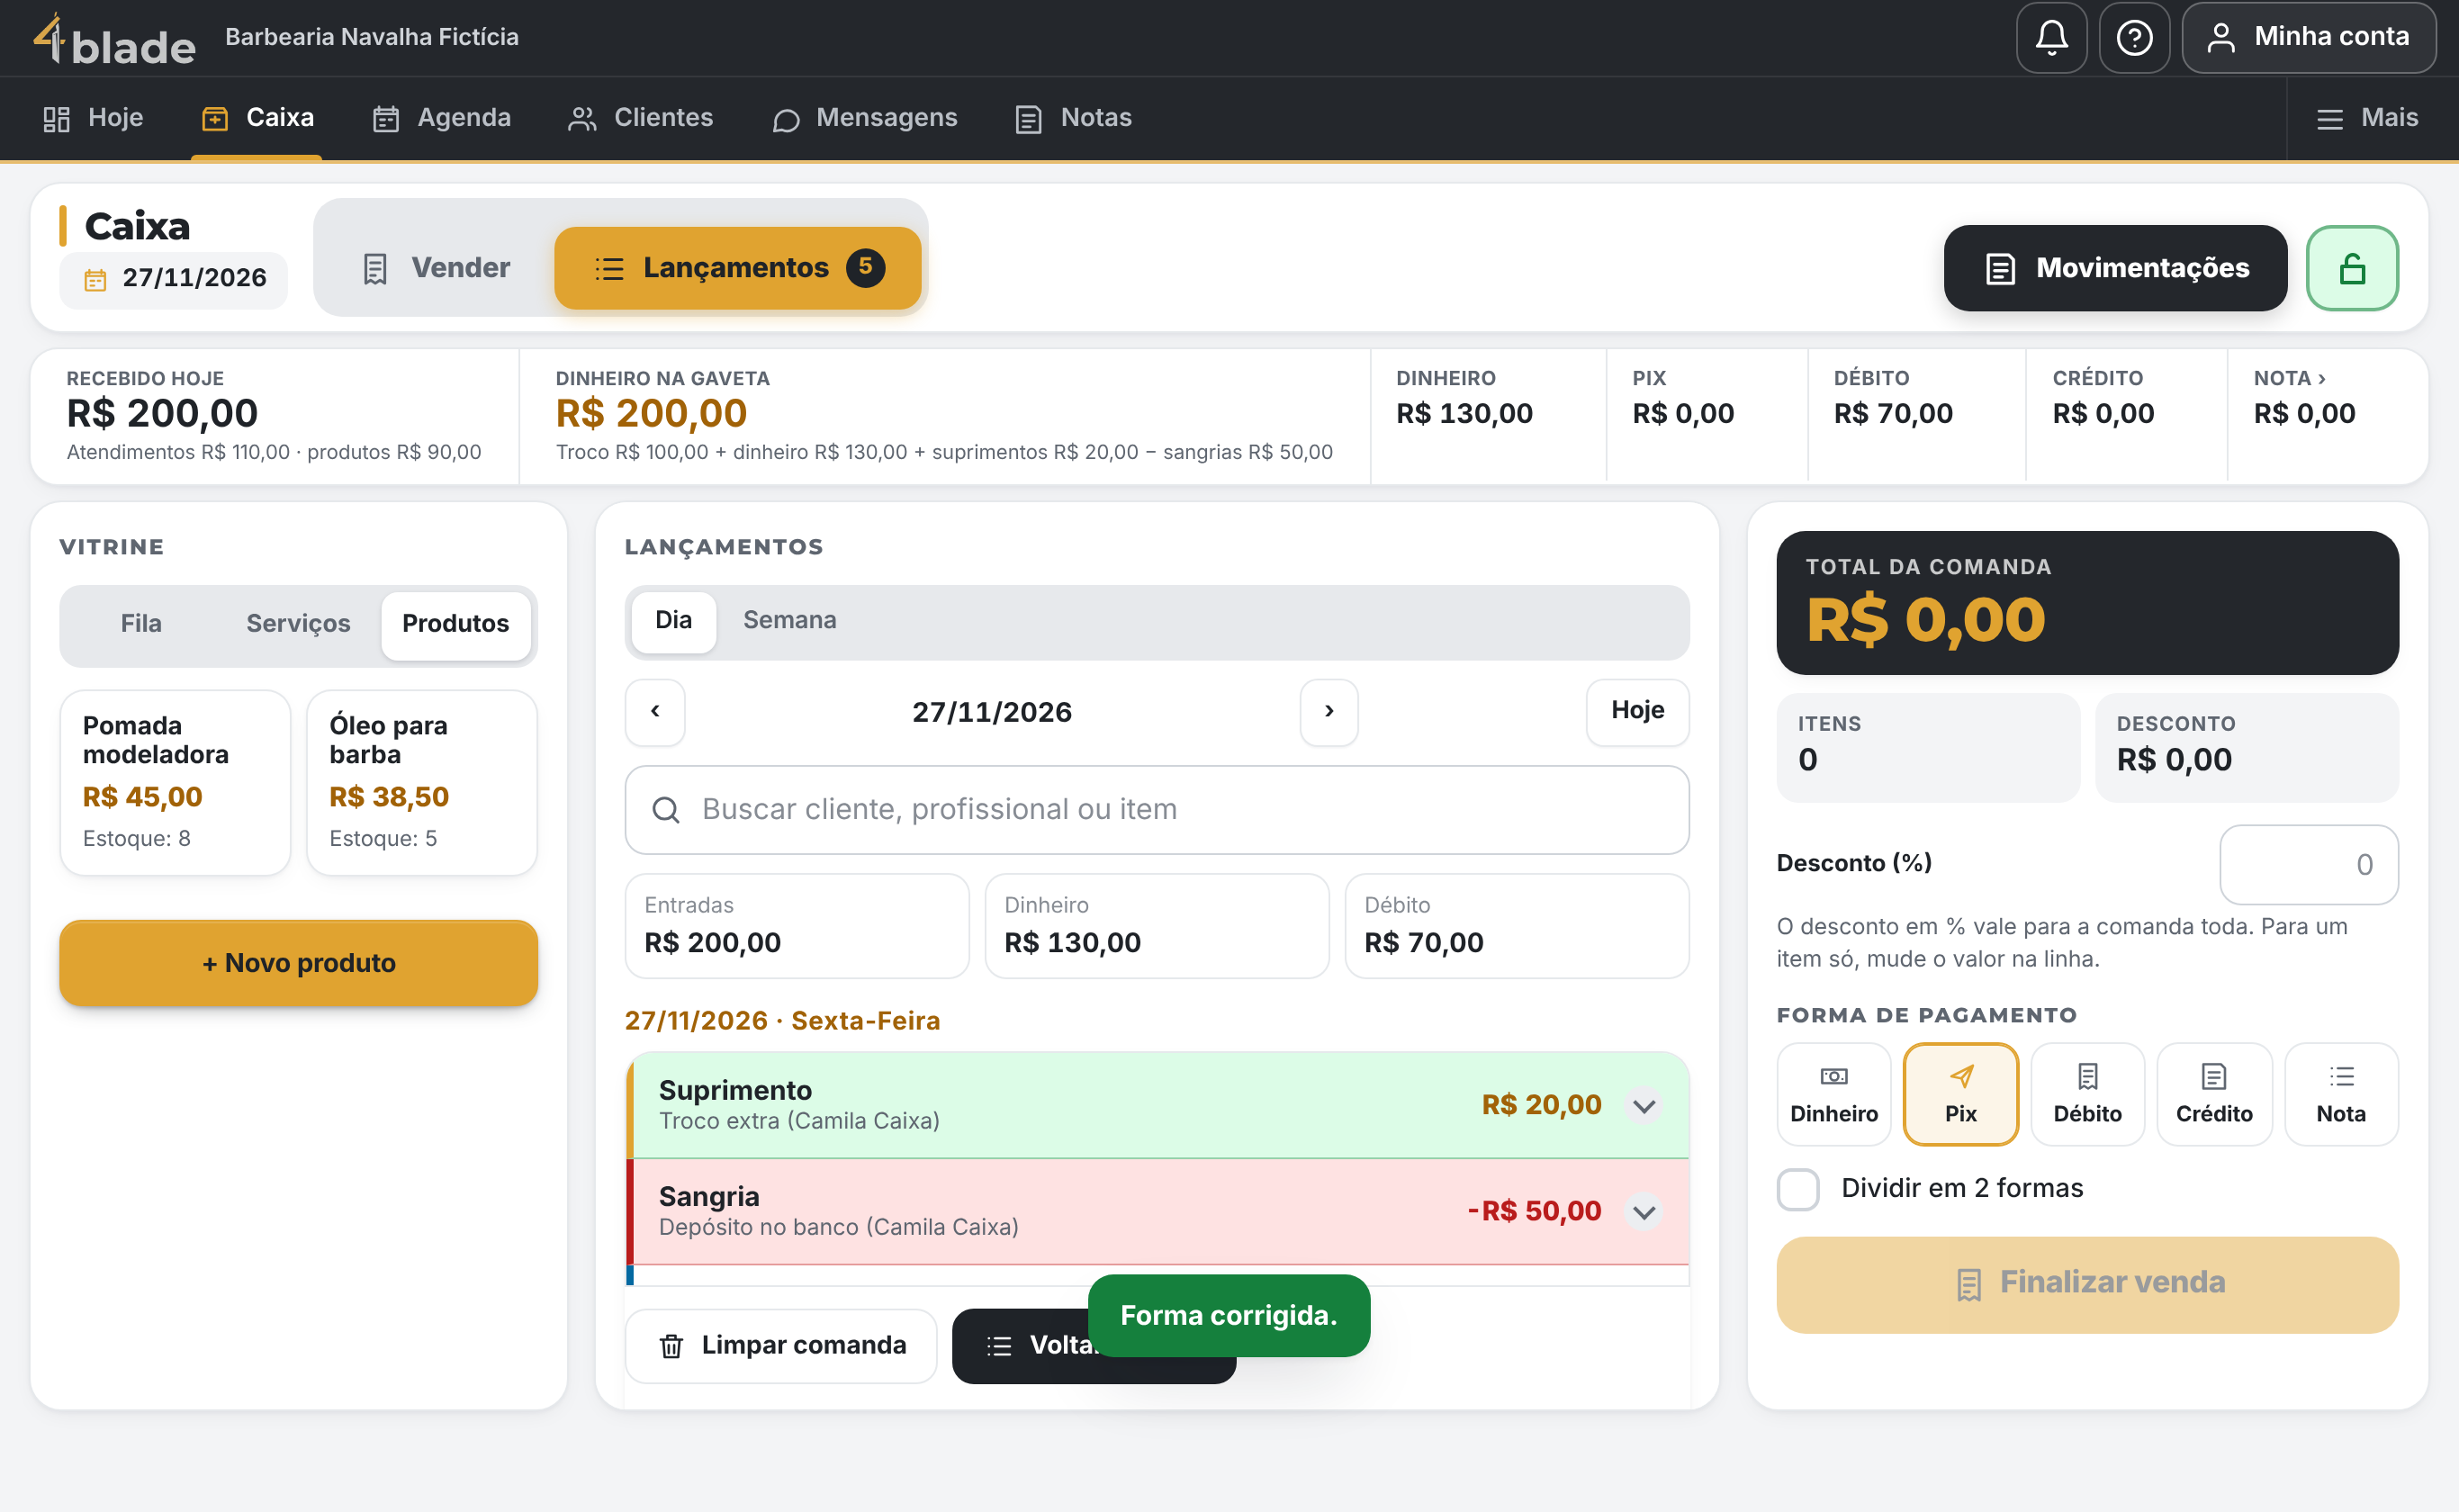 4blade
Barbearia Navalha Fictícia
Minha conta
Hoje
Caixa
Agenda
Clientes
Mensagens
Notas
Mais
Caixa
27/11/2026
Vender
Lançamentos 5
Movimentações
RECEBIDO HOJE
R$ 200,00
Atendimentos R$ 110,00 · produtos R$ 90,00
DINHEIRO NA GAVETA
R$ 200,00
Troco R$ 100,00 + dinheiro R$ 130,00 + suprimentos R$ 20,00 − sangrias R$ 50,00
DINHEIRO
R$ 130,00
PIX
R$ 0,00
DÉBITO
R$ 70,00
CRÉDITO
R$ 0,00
NOTA ›
R$ 0,00
VITRINE
Fila
Serviços
Produtos
Pomada
modeladora
R$ 45,00
Estoque: 8
Óleo para
barba
R$ 38,50
Estoque: 5
+ Novo produto
LANÇAMENTOS
Dia
Semana
‹
27/11/2026
›
Hoje
Buscar cliente, profissional ou item
Entradas
R$ 200,00
Dinheiro
R$ 130,00
Débito
R$ 70,00
27/11/2026 · Sexta-Feira
Suprimento
Troco extra (Camila Caixa)
R$ 20,00
Sangria
Depósito no banco (Camila Caixa)
-R$ 50,00
Limpar comanda
Forma corrigida.
TOTAL DA COMANDA
R$ 0,00
ITENS
0
DESCONTO
R$ 0,00
Desconto (%)
0
O desconto em % vale para a comanda toda. Para um
item só, mude o valor na linha.
FORMA DE PAGAMENTO
Dinheiro
Pix
Débito
Crédito
Nota
Dividir em 2 formas
Finalizar venda